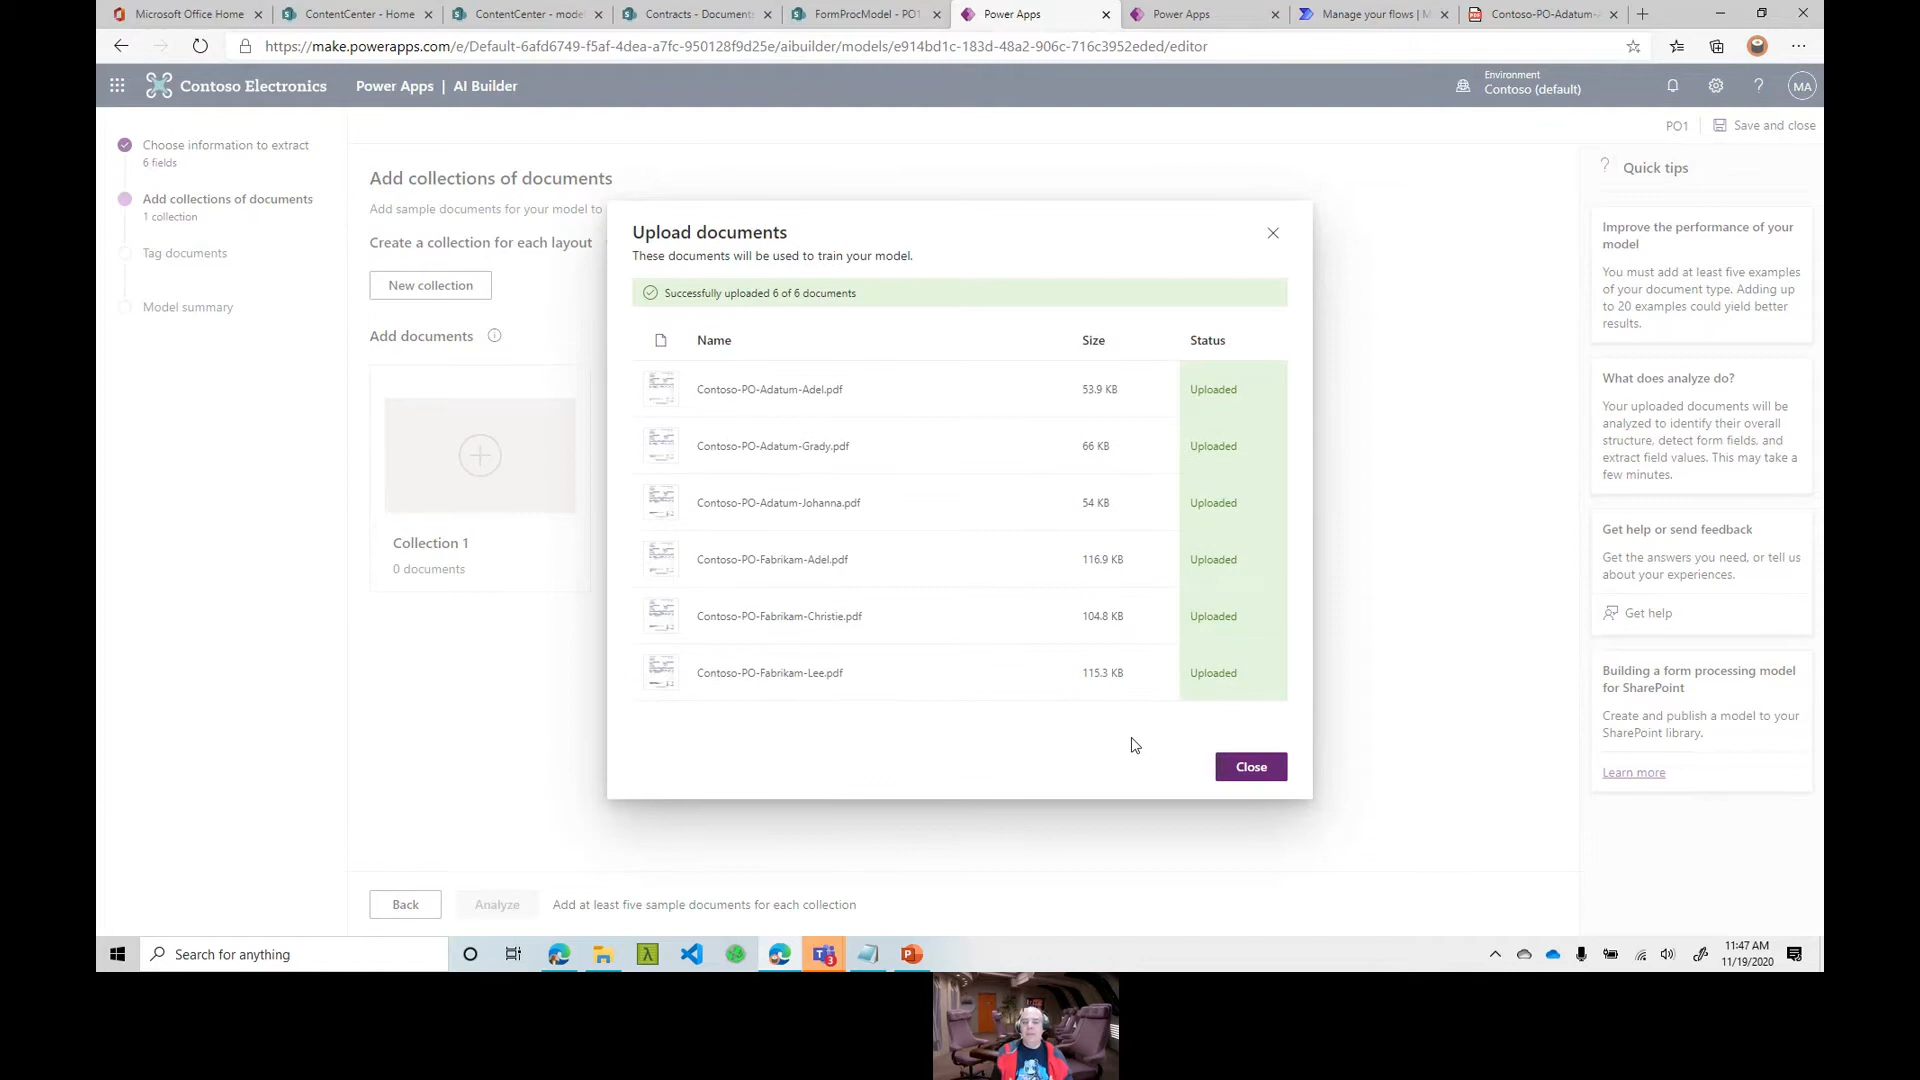 Microsoft Office Home
ContentCenter - Home
ContentCenter - mode
Contracts - Document
FormProcModel - PO1
Power Apps
Power Apps
Manage your flows | M
Contoso-PO-Adatum-
https://make.powerapps.com/e/Default-6afd6749-f5af-4dea-a7fc-950128f9d25e/aibuilder/models/e914bd1c-183d-48a2-906c-716c3952eded/editor
Contoso Electronics
Power Apps | AI Builder
Environment
Contoso (default)
MA
PO1
Save and close
Choose information to extract
6 fields
Add collections of documents
1 collection
Tag documents
Model summary
Add collections of documents
Add sample documents for your model to
Create a collection for each layout
New collection
Add documents
Collection 1
0 documents
Upload documents
These documents will be used to train your model.
Successfully uploaded 6 of 6 documents
Name Size Status
Contoso-PO-Adatum-Adel.pdf 53.9 KB Uploaded
Contoso-PO-Adatum-Grady.pdf 66 KB Uploaded
Contoso-PO-Adatum-Johanna.pdf 54 KB Uploaded
Contoso-PO-Fabrikam-Adel.pdf 116.9 KB Uploaded
Contoso-PO-Fabrikam-Christie.pdf 104.8 KB Uploaded
Contoso-PO-Fabrikam-Lee.pdf 115.3 KB Uploaded
Close
Quick tips
Improve the performance of your
model
You must add at least five examples
of your document type. Adding up
to 20 examples could yield better
results.
What does analyze do?
Your uploaded documents will be
analyzed to identify their overall
structure, detect form fields, and
extract field values. This may take a
few minutes.
Get help or send feedback
Get the answers you need, or tell us
about your experiences.
Get help
Building a form processing model
for SharePoint
Create and publish a model to your
SharePoint library.
Learn more
Back
Analyze
Add at least five sample documents for each collection
Search for anything
11:47 AM
11/19/2020